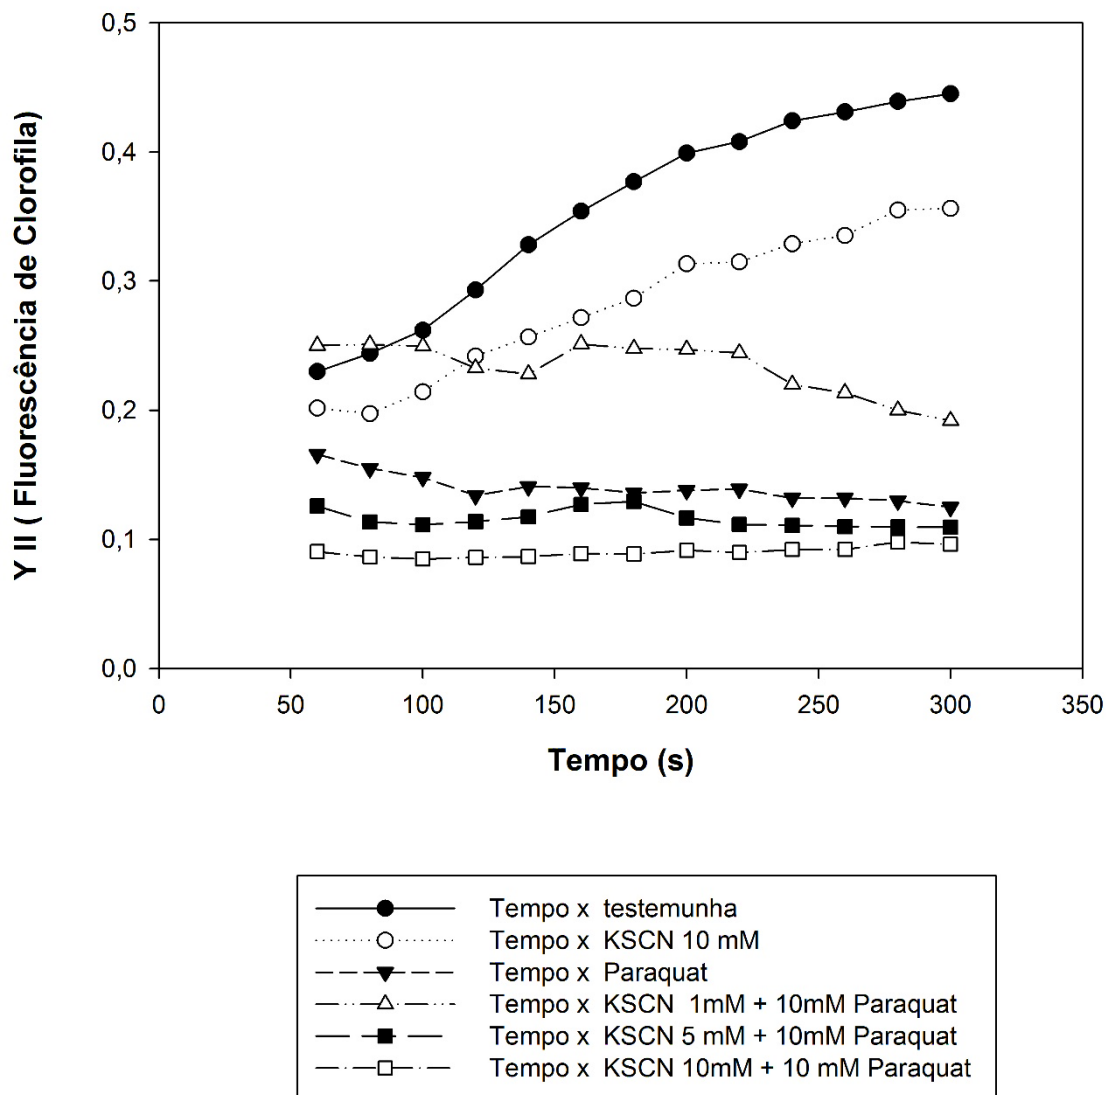 0,5
0,4
0,3
0,2
0,1
0,0
Y II ( Fluorescência de Clorofila)
0 50 100 150 200 250 300 350
Tempo (s)
Tempo x testemunha
Tempo x KSCN 10 mM
Tempo x Paraquat
Tempo x KSCN 1mM + 10mM Paraquat
Tempo x KSCN 5 mM + 10mM Paraquat
Tempo x KSCN 10mM + 10 mM Paraquat